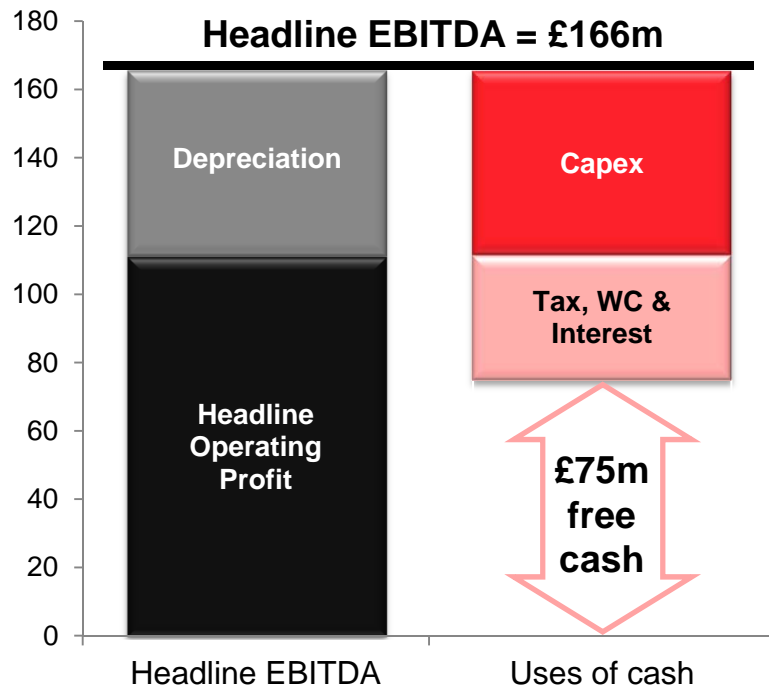 Headline EBITDA = £166m
180
160
140
120
100
80
60
40
20
0
Depreciation
Headline
Operating
Profit
Capex
Tax, WC &
Interest
£75m
free
cash
Headline EBITDA
Uses of cash